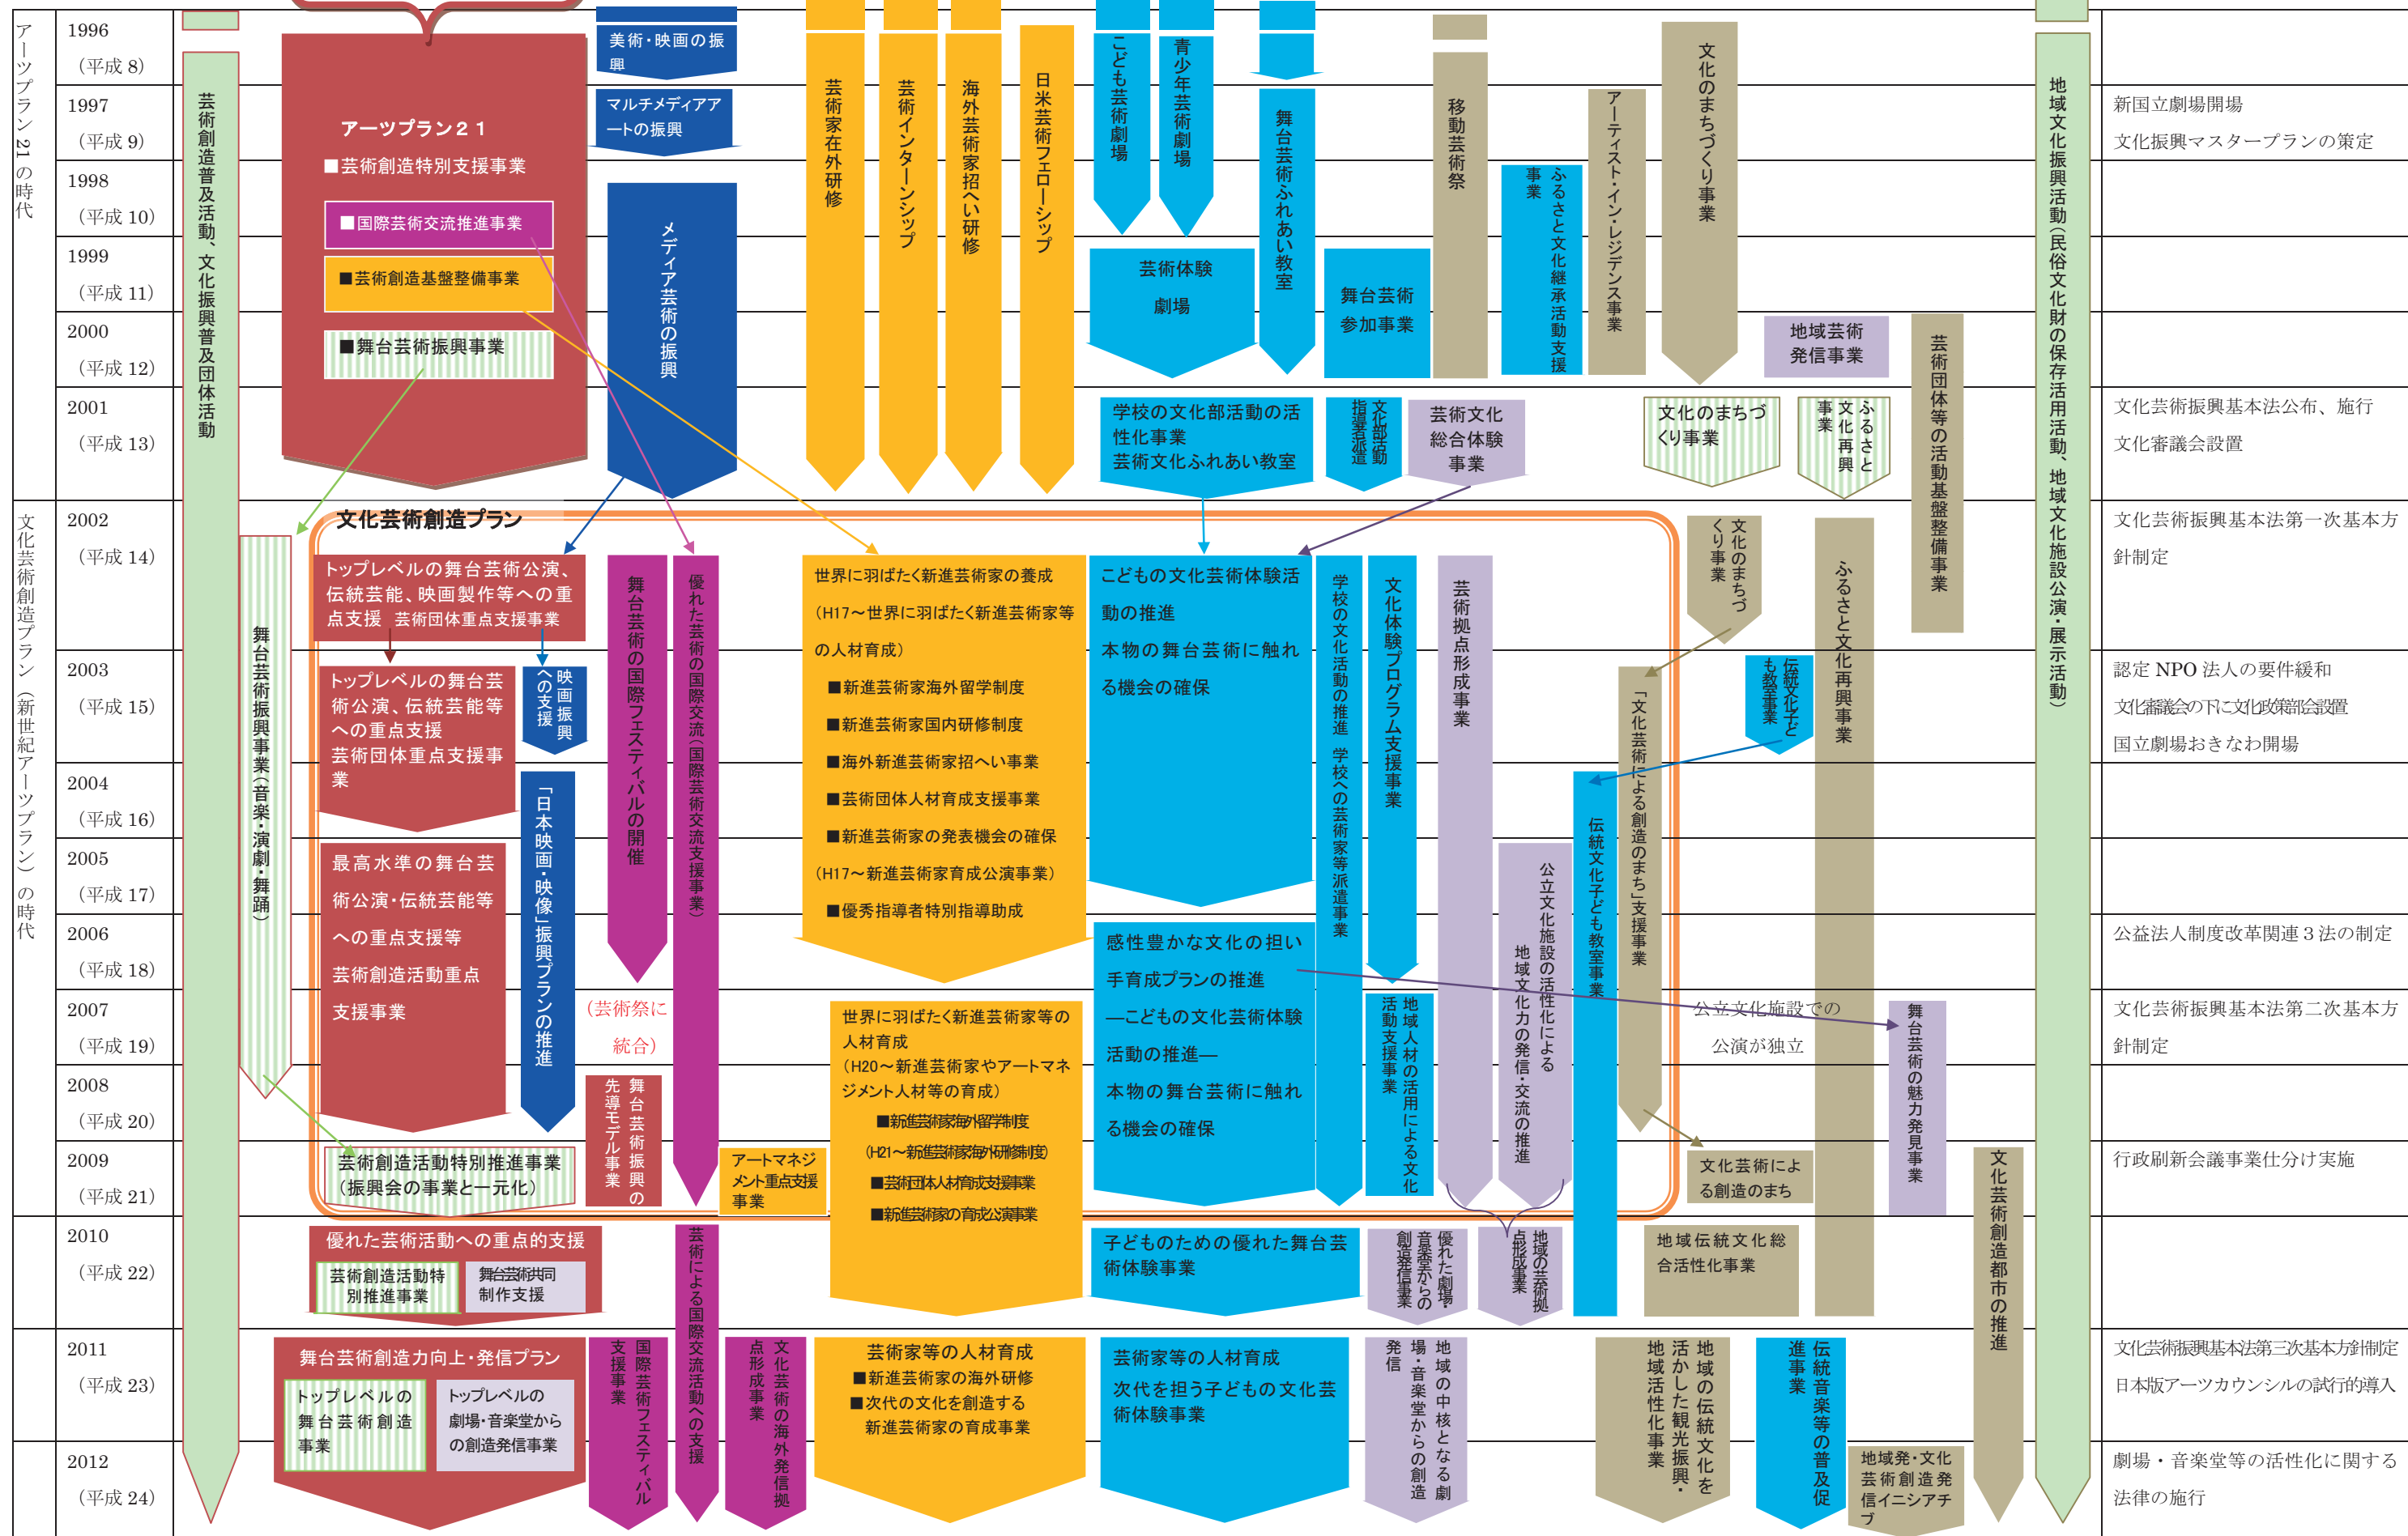 アーツプラン 21 の時代
1996
（平成 8）
1997
（平成 9）
1998
（平成 10）
1999
（平成 11）
2000
（平成 12）
2001
（平成 13）
文化芸術創造プラン（新世紀アーツプラン）の時代
2002
（平成 14）
2003
（平成 15）
2004
（平成 16）
2005
（平成 17）
2006
（平成 18）
2007
（平成 19）
2008
（平成 20）
2009
（平成 21）
2010
（平成 22）
2011
（平成 23）
2012
（平成 24）
芸術創造普及活動、文化振興普及団体活動
アーツプラン２１
■芸術創造特別支援事業
■国際芸術交流推進事業
■芸術創造基盤整備事業
■舞台芸術振興事業
美術・映画の振
興
マルチメディアア
ートの振興
メディア芸術の振興
芸術家在外研修
芸術インターンシップ
海外芸術家招へい研修
日米芸術フェローシップ
こども芸術劇場
青少年芸術劇場
舞台芸術ふれあい教室
芸術体験
劇場
舞台芸術
参加事業
移動芸術祭
ふるさと文化継承活動支援
事業
アーティスト・イン・レジデンス事業
文化のまちづくり事業
地域芸術
発信事業
芸術団体等の活動基盤整備事業
学校の文化部活動の活
性化事業
芸術文化ふれあい教室
文化部活動
指導者派遣
芸術文化
総合体験
事業
文化のまちづ
くり事業
ふるさと
文化再興
事業
地域文化振興活動（民俗文化財の保存活用活動、地域文化施設公演・展示活動）
新国立劇場開場
文化振興マスタープランの策定
文化芸術振興基本法公布、施行
文化審議会設置
文化芸術振興基本法第一次基本方
針制定
認定 NPO 法人の要件緩和
文化審議会の下に文化政策部会設置
国立劇場おきなわ開場
公益法人制度改革関連３法の制定
文化芸術振興基本法第二次基本方
針制定
行政刷新会議事業仕分け実施
文化芸術振興基本法第三次基本方針制定
日本版アーツカウンシルの試行的導入
劇場・音楽堂等の活性化に関する
法律の施行
舞台芸術振興事業（音楽・演劇・舞踊）
文化芸術創造プラン
トップレベルの舞台芸術公演、
伝統芸能、映画製作等への重
点支援 芸術団体重点支援事業
トップレベルの舞台芸
術公演、伝統芸能等
への重点支援
芸術団体重点支援事
業
映画振興
への支援
最高水準の舞台芸
術公演・伝統芸能等
への重点支援等
芸術創造活動重点
支援事業
「日本映画・映像」振興プランの推進
舞台芸術の国際フェスティバルの開催
（芸術祭に
統合）
優れた芸術の国際交流（国際芸術交流支援事業）
舞台芸術振興の
先導モデル事業
芸術創造活動特別推進事業
（振興会の事業と一元化）
アートマネジ
メント重点支援
事業
世界に羽ばたく新進芸術家の養成
（H17～世界に羽ばたく新進芸術家等
の人材育成）
■新進芸術家海外留学制度
■新進芸術家国内研修制度
■海外新進芸術家招へい事業
■芸術団体人材育成支援事業
■新進芸術家の発表機会の確保
（H17～新進芸術家育成公演事業）
■優秀指導者特別指導助成
世界に羽ばたく新進芸術家等の
人材育成
（H20～新進芸術家やアートマネ
ジメント人材等の育成）
■新進芸術家海外留学制度
（H21～新進芸術家海外研修制度）
■芸術団体人材育成支援事業
■新進芸術家の育成公演事業
こどもの文化芸術体験活
動の推進
本物の舞台芸術に触れ
る機会の確保
感性豊かな文化の担い
手育成プランの推進
―こどもの文化芸術体験
活動の推進―
本物の舞台芸術に触れ
る機会の確保
学校の文化活動の推進 学校への芸術家等派遣事業
文化体験プログラム支援事業
地域人材の活用による文化
活動支援事業
芸術拠点形成事業
公立文化施設の活性化による
地域文化力の発信・交流の推進
伝統文化子ども教室事業
「文化芸術による創造のまち」支援事業
文化のまちづ
くり事業
伝統文化子ど
も教室事業
ふるさと文化再興事業
公立文化施設での
公演が独立
舞台芸術の魅力発見事業
文化芸術によ
る創造のまち
文化芸術創造都市の推進
優れた芸術活動への重点的支援
芸術創造活動特
別推進事業
舞台芸術共同
制作支援
芸術による国際交流活動への支援
子どものための優れた舞台芸
術体験事業
優れた劇場・
音楽堂からの
創造発信事業
地域の芸術拠
点形成事業
地域伝統文化総
合活性化事業
舞台芸術創造力向上・発信プラン
トップレベルの
舞台芸術創造
事業
トップレベルの
劇場・音楽堂から
の創造発信事業
国際芸術フェスティバル
支援事業
文化芸術の海外発信拠
点形成事業
芸術家等の人材育成
■新進芸術家の海外研修
■次代の文化を創造する
新進芸術家の育成事業
芸術家等の人材育成
次代を担う子どもの文化芸
術体験事業
地域の中核となる劇
場・音楽堂からの創造
発信
地域の伝統文化を
活かした観光振興・
地域活性化事業
伝統音楽等の普及促
進事業
地域発・文化
芸術創造発
信イニシアチ
ブ